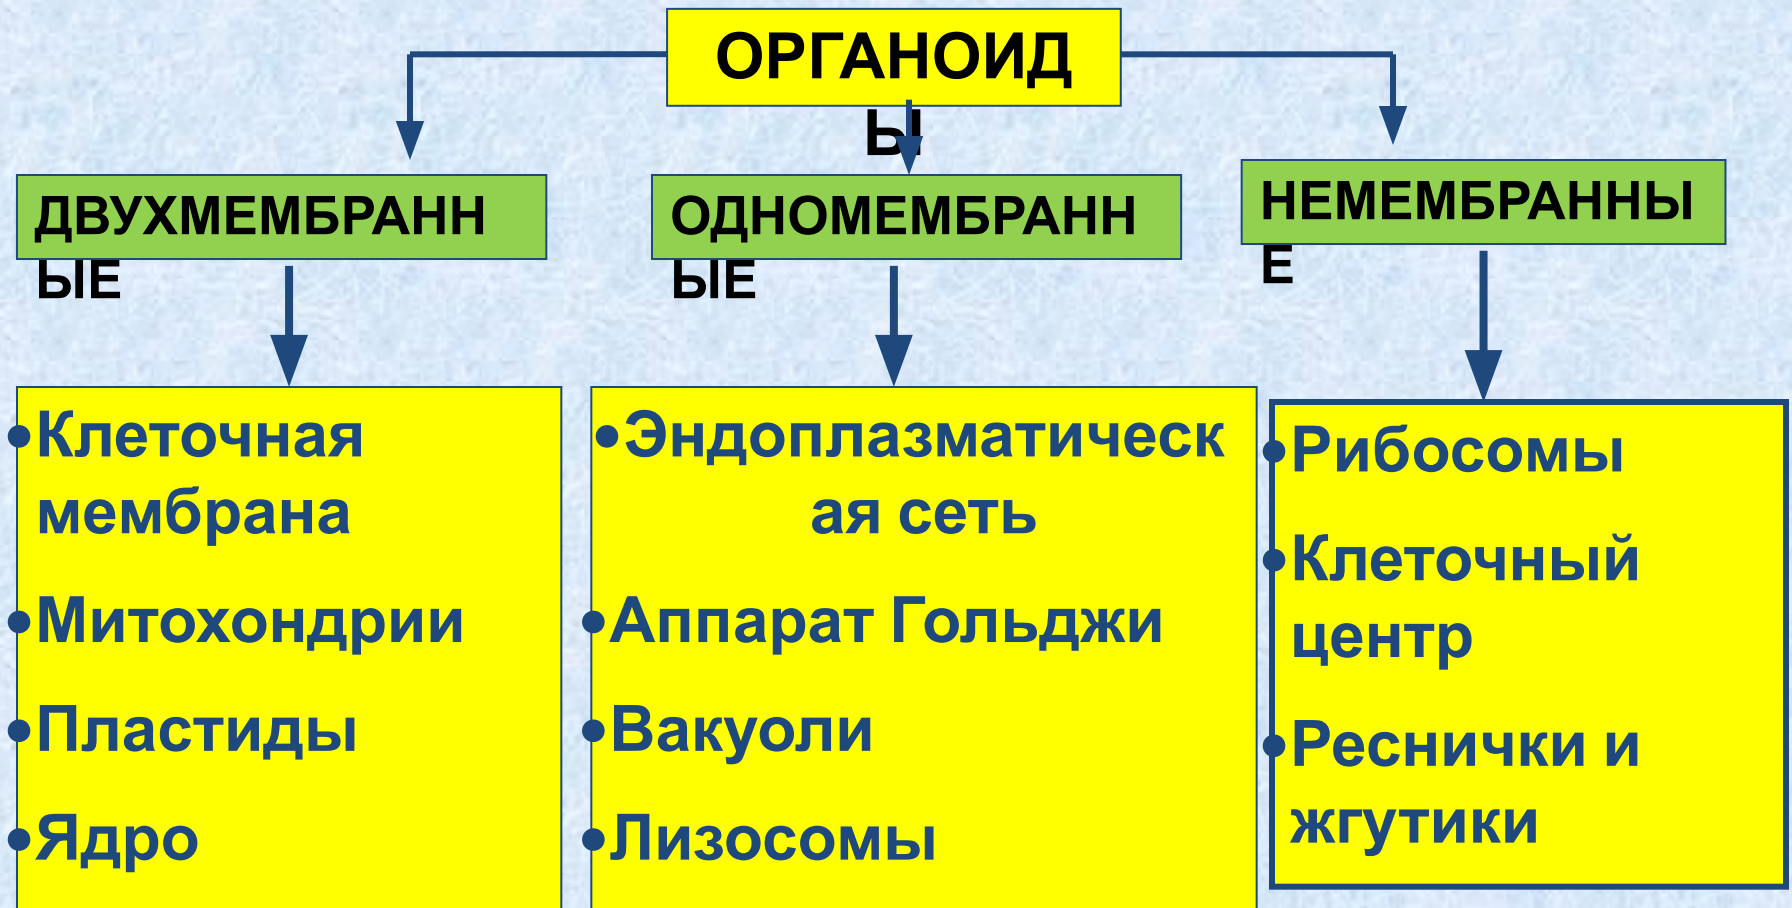 ОРГАНОИД
Ы
ДВУХМЕМБРАНН
ЫЕ
ОДНОМЕМБРАНН
ЫЕ
НЕМЕМБРАННЫ
Е
•Клеточная
мембрана
•Митохондрии
•Пластиды
•Ядро
•Эндоплазматическ
ая сеть
•Аппарат Гольджи
•Вакуоли
•Лизосомы
•Рибосомы
•Клеточный
центр
•Реснички и
жгутики